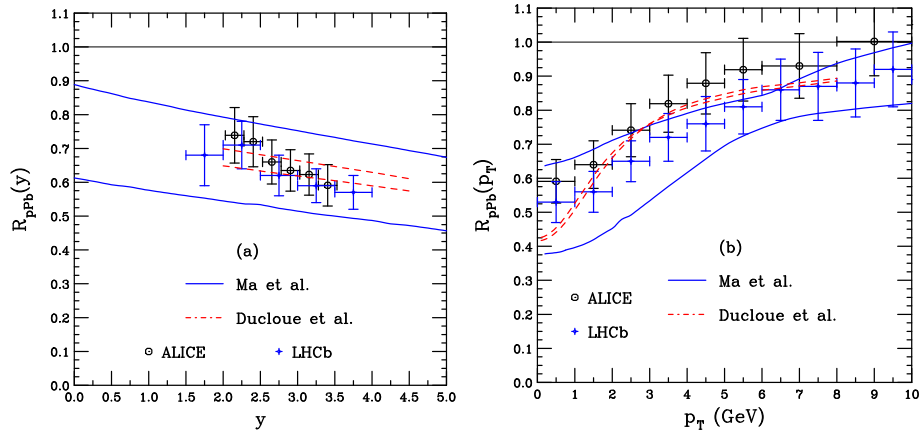 1.1
1.0
0.9
0.8
0.7
0.6
0.5
0.4
0.3
0.2
0.1
0.0
R_pPb(y)
(a)
Ma et al.
Ducloue et al.
ALICE
LHCb
0.0 0.5 1.0 1.5 2.0 2.5 3.0 3.5 4.0 4.5 5.0
y
1.1
1.0
0.9
0.8
0.7
0.6
0.5
0.4
0.3
0.2
0.1
0.0
R_pPb(p_T)
(b)
ALICE
Ma et al.
LHCb
Ducloue et al.
0 1 2 3 4 5 6 7 8 9 10
p_T (GeV)